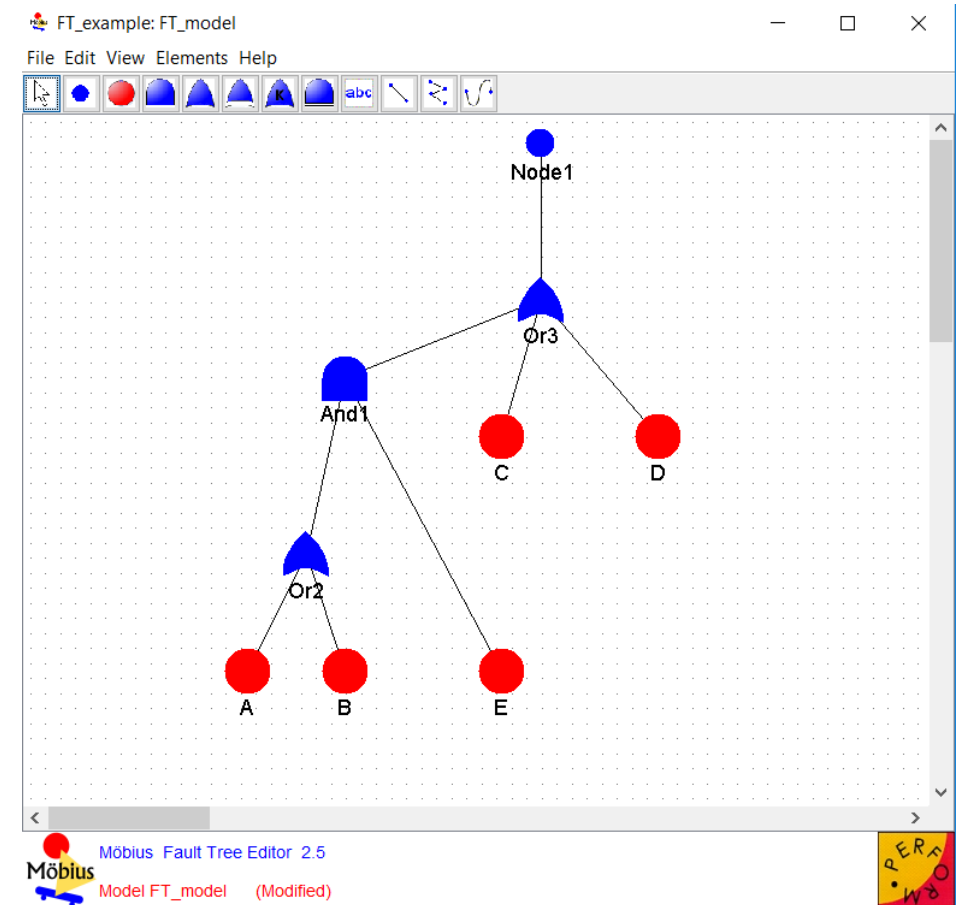 FT_example: FT_model
File Edit View Elements Help
K abc
Node1
Or3
And1
C D
Or2
A B E
Möbius Fault Tree Editor 2.5
Möbius
Model FT_model (Modified)
PERFORM